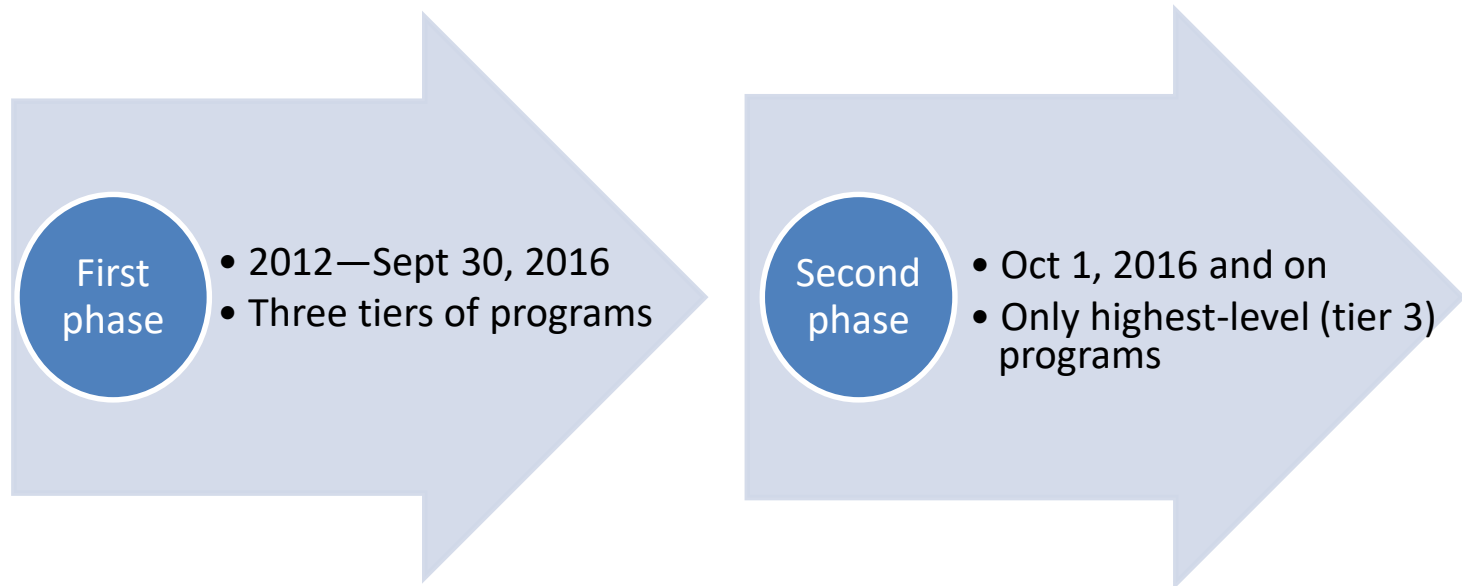 First
phase
• 2012—Sept 30, 2016
• Three tiers of programs
Second
phase
• Oct 1, 2016 and on
• Only highest-level (tier 3)
programs